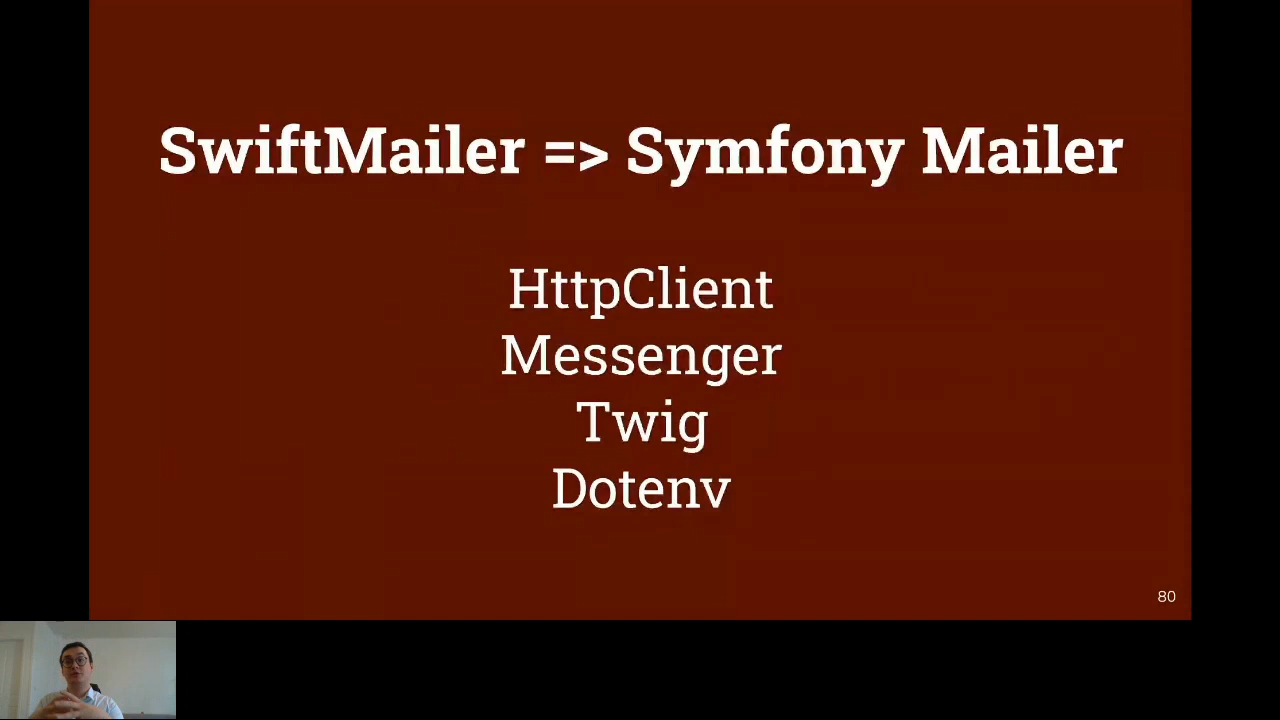 SwiftMailer => Symfony Mailer
HttpClient
Messenger
Twig
Dotenv
80